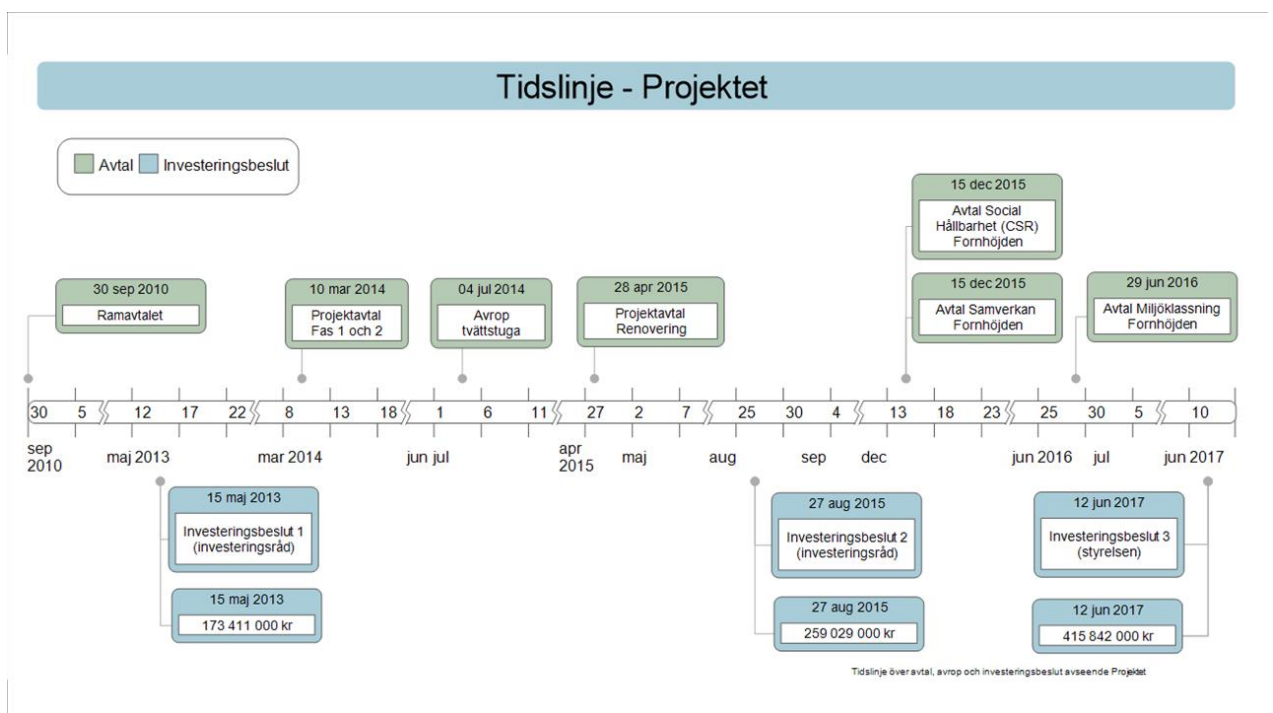 Tidslinje - Projektet
Avtal Investeringsbeslut
15 dec 2015
Avtal Social
Hållbarhet (CSR)
Fornhöjden
30 sep 2010
Ramavtalet
10 mar 2014
Projektavtal
Fas 1 och 2
04 jul 2014
Avrop
tvättstuga
28 apr 2015
Projektavtal
Renovering
15 dec 2015
Avtal Samverkan
Fornhöjden
29 jun 2016
Avtal Miljöklassning
Fornhöjden
30 5 12 17 22 8 13 18 1 6 11 27 2 7 25 30 4 13 18 23 25 30 5 10
sep
2010
maj 2013
mar 2014
jun jul
apr
2015
maj
aug
sep
dec
jun 2016
jul
jun 2017
15 maj 2013
Investeringsbeslut 1
(investeringsråd)
15 maj 2013
173 411 000 kr
27 aug 2015
Investeringsbeslut 2
(investeringsråd)
27 aug 2015
259 029 000 kr
12 jun 2017
Investeringsbeslut 3
(styrelsen)
12 jun 2017
415 842 000 kr
Tidslinje över avtal, avrop och investeringsbeslut avseende Projektet